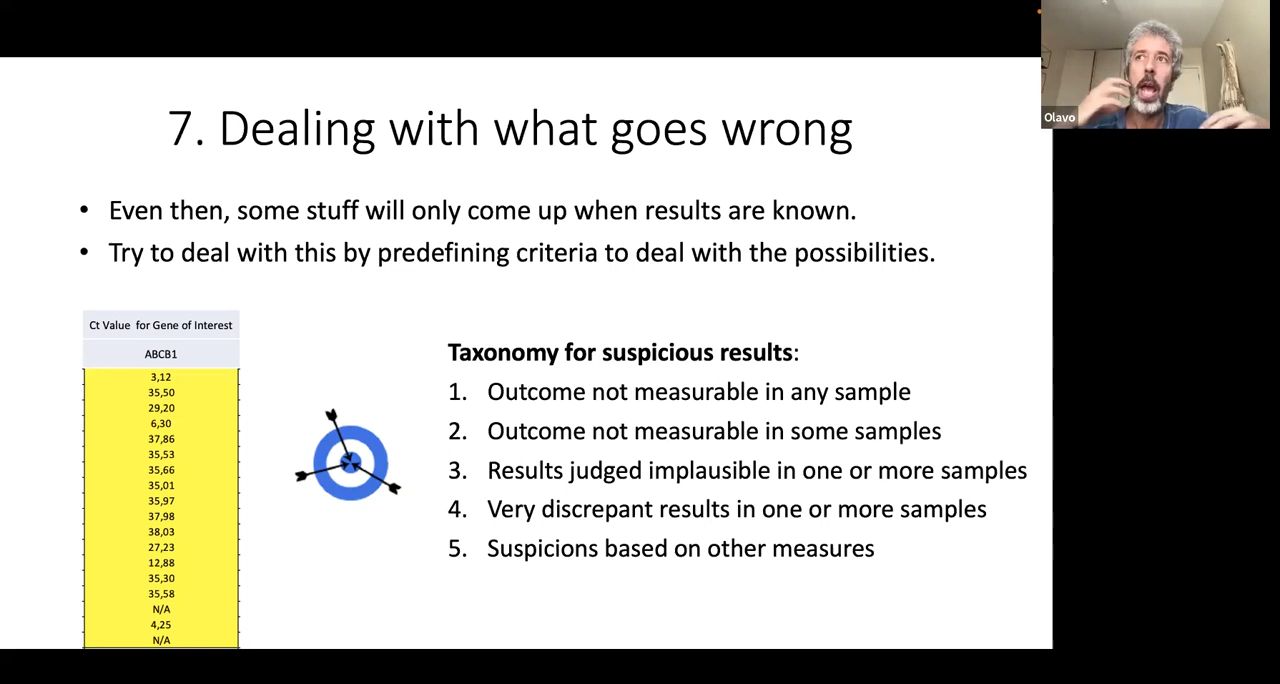 Olavo
7. Dealing with what goes wrong
• Even then, some stuff will only come up when results are known.
• Try to deal with this by predefining criteria to deal with the possibilities.
Ct Value for Gene of Interest
ABCB1
3,12
35,50
29,20
6,30
37,86
35,53
35,66
35,01
35,97
37,98
38,03
27,23
12,88
35,30
35,58
N/A
4,25
N/A
Taxonomy for suspicious results:
1. Outcome not measurable in any sample
2. Outcome not measurable in some samples
3. Results judged implausible in one or more samples
4. Very discrepant results in one or more samples
5. Suspicions based on other measures